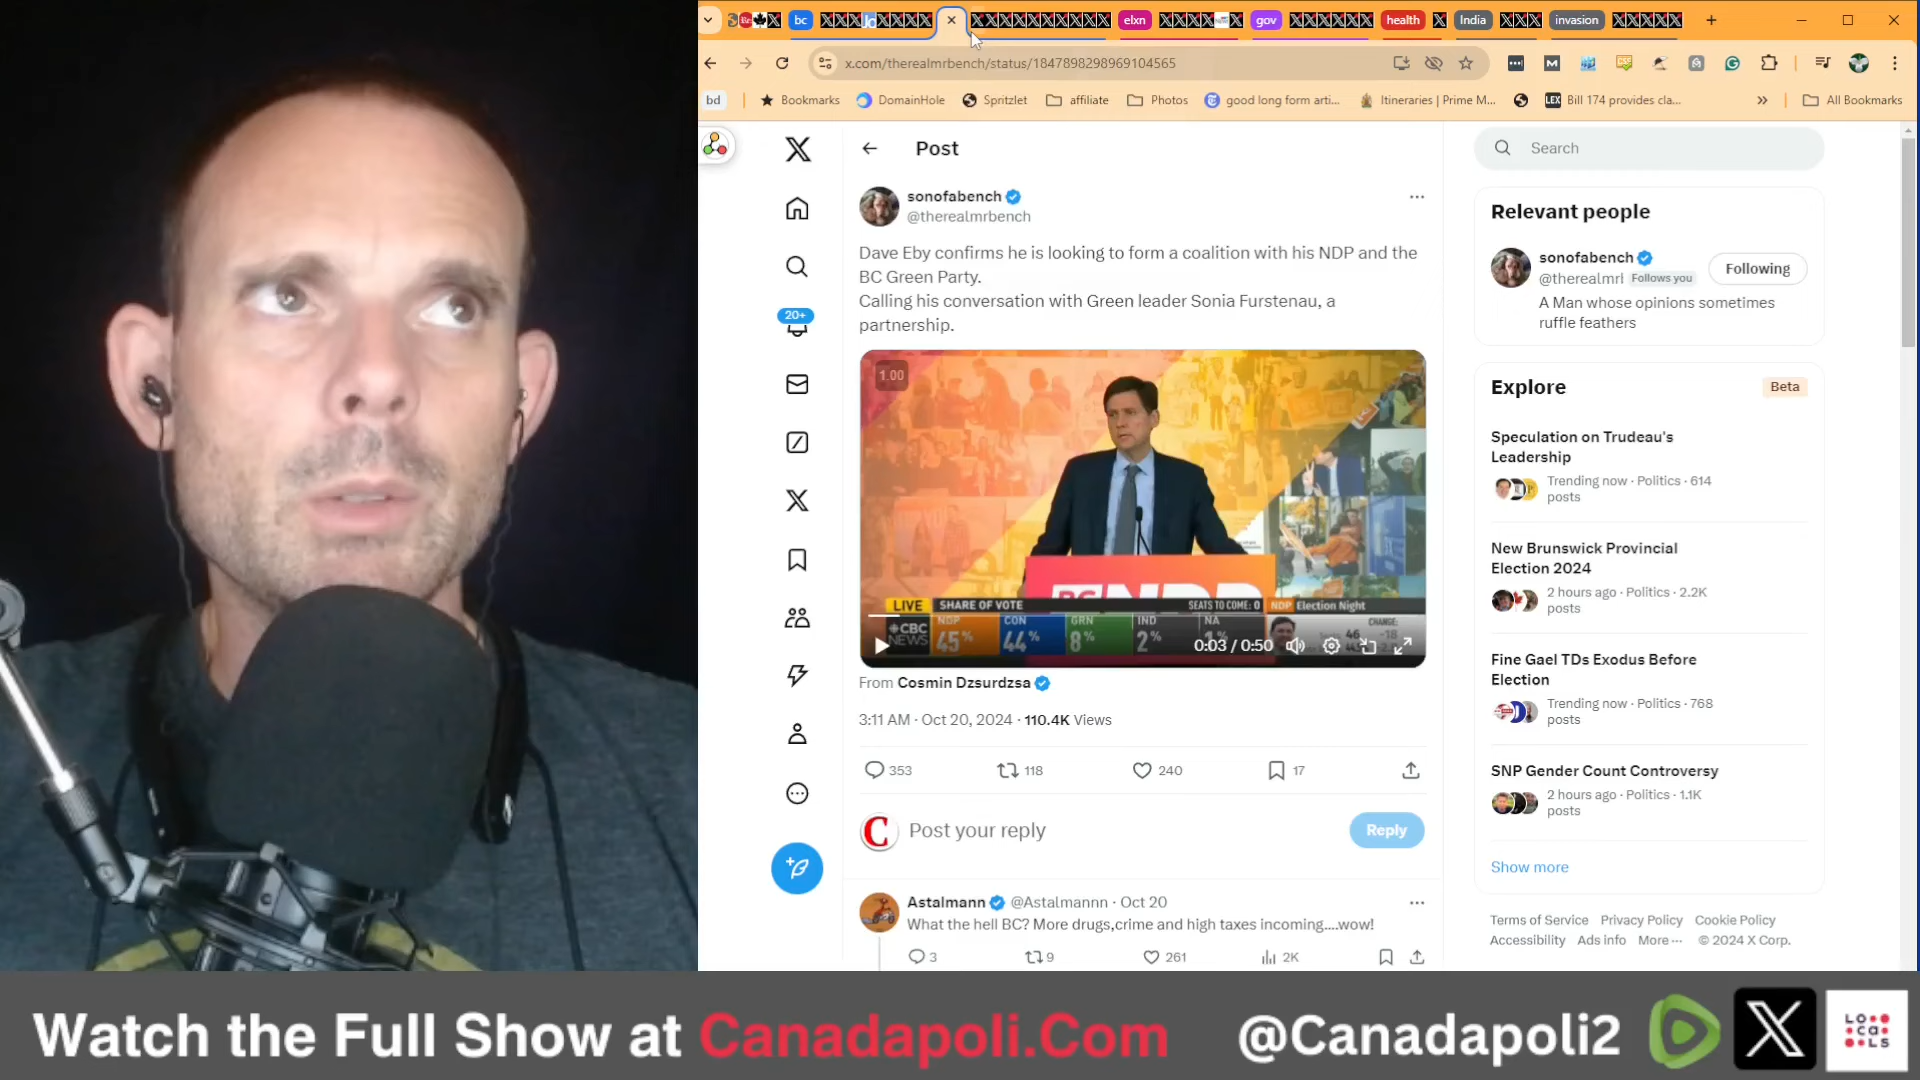 bc
elxn
gov
health
India
invasion
x.com/therealmrbench/status/1847898298969104565
bd
Bookmarks
DomainHole
Spritzlet
affiliate
Photos
good long form arti...
Itineraries | Prime M...
LEX
Bill 174 provides cla...
All Bookmarks
Post
Search
sonofabench
@therealmrbench
Dave Eby confirms he is looking to form a coalition with his NDP and the
BC Green Party.
Calling his conversation with Green leader Sonia Furstenau, a
partnership.
1.00
LIVE SHARE OF VOTE SEATS TO COME: 0 NDP Election Night
CBC NEWS
NDP 45%
CON 44%
GRN 8%
IND 2%
NA 1%
CHANGE:
46 -18
0:03 / 0:50
From Cosmin Dzsurdzsa
3:11 AM · Oct 20, 2024 · 110.4K Views
353 118 240 17
C
Post your reply
Reply
Astalmann @Astalmannn · Oct 20
What the hell BC? More drugs,crime and high taxes incoming....wow!
3 9 261 2K
20+
Relevant people
sonofabench
@therealmrl Follows you
Following
A Man whose opinions sometimes
ruffle feathers
Explore
Beta
Speculation on Trudeau's
Leadership
Trending now · Politics · 614
posts
New Brunswick Provincial
Election 2024
2 hours ago · Politics · 2.2K
posts
Fine Gael TDs Exodus Before
Election
Trending now · Politics · 768
posts
SNP Gender Count Controversy
2 hours ago · Politics · 1.1K
posts
Show more
Terms of Service Privacy Policy Cookie Policy
Accessibility Ads info More ··· © 2024 X Corp.
Watch the Full Show at Canadapoli.Com
@Canadapoli2
X
LOCALS